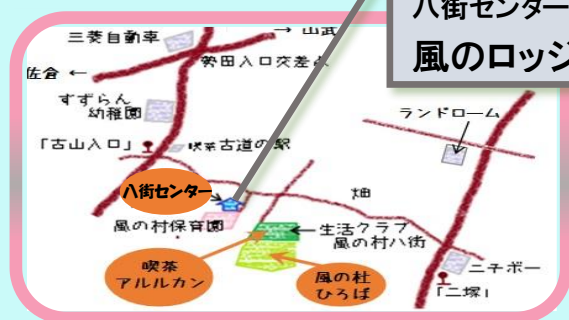 八街センター
風のロッジ
三菱自動車
→ 山武
佐倉 ←
勢田入口交差点
すずらん
幼稚園
ランドローム
「古山入口」
喫茶古道の駅
八街センター
畑
風の村保育園
生活クラブ
風の村八街
喫茶
アルルカン
風の杜
ひろば
ニチボー
「二塚」